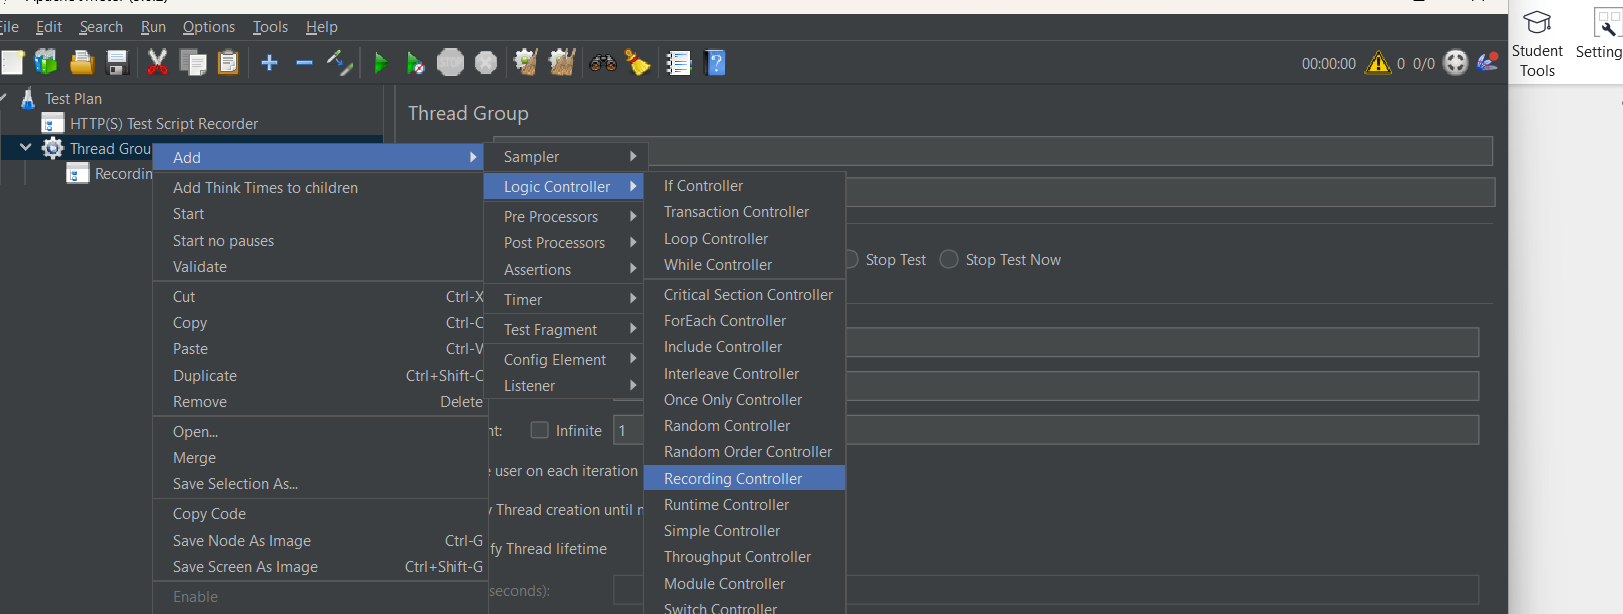 File Edit Search Run Options Tools Help
STOP
00:00:00 0 0/0
Student Tools
Test Plan
HTTP(S) Test Script Recorder
Thread Grou
Recordin
Thread Group
Add
Add Think Times to children
Start
Start no pauses
Validate
Cut Ctrl-X
Copy Ctrl-C
Paste Ctrl-V
Duplicate Ctrl+Shift-C
Remove Delete
Open...
Merge
Save Selection As...
Copy Code
Save Node As Image Ctrl-G
Save Screen As Image Ctrl+Shift-G
Enable
Sampler
Logic Controller
Pre Processors
Post Processors
Assertions
Timer
Test Fragment
Config Element
Listener
If Controller
Transaction Controller
Loop Controller
While Controller
Critical Section Controller
ForEach Controller
Include Controller
Interleave Controller
Once Only Controller
Random Controller
Random Order Controller
Recording Controller
Runtime Controller
Simple Controller
Throughput Controller
Module Controller
Switch Controller
Stop Test Stop Test Now
nt: Infinite 1
user on each iteration
y Thread creation until n
fy Thread lifetime
seconds):
Setting